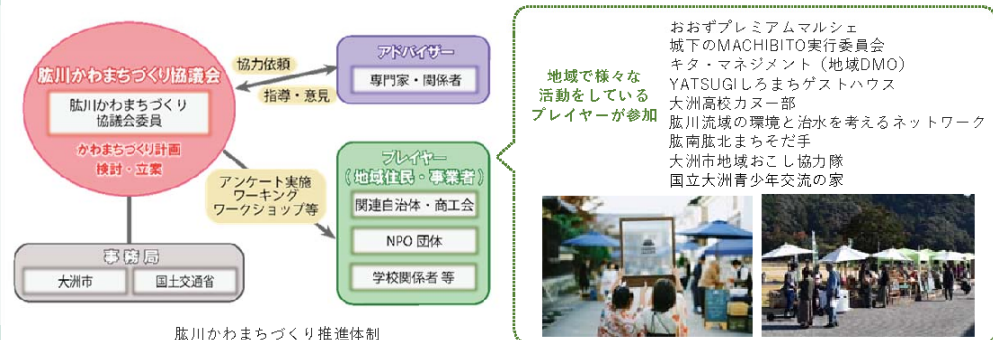 肱川かわまちづくり協議会
肱川かわまちづくり
協議会委員
かわまちづくり計画
検討・立案
協力依頼
指導・意見
アドバイザー
専門家・関係者
アンケート実施
ワーキング
ワークショップ等
プレイヤー
(地域住民・事業者)
関連自治体・商工会
NPO 団体
学校関係者 等
事務局
大洲市
国土交通省
肱川かわまちづくり推進体制
地域で様々な
活動をしている
プレイヤーが参加
おおずプレミアムマルシェ
城下のMACHIBITO実行委員会
キタ・マネジメント（地域DMO）
YATSUGIしろまちゲストハウス
大洲高校カヌー部
肱川流域の環境と治水を考えるネットワーク
肱南肱北まちそだ手
大洲市地域おこし協力隊
国立大洲青少年交流の家